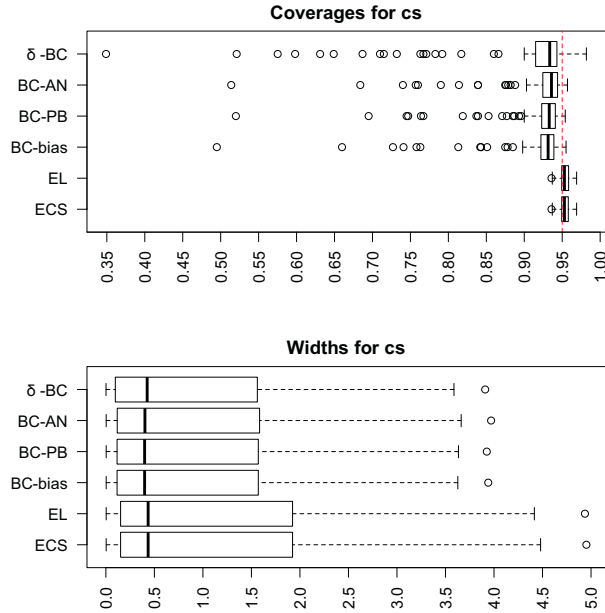 Coverages for cs
δ -BC
BC-AN
BC-PB
BC-bias
EL
ECS
0.35 0.40 0.45 0.50 0.55 0.60 0.65 0.70 0.75 0.80 0.85 0.90 0.95 1.00
Widths for cs
δ -BC
BC-AN
BC-PB
BC-bias
EL
ECS
0.0 0.5 1.0 1.5 2.0 2.5 3.0 3.5 4.0 4.5 5.0